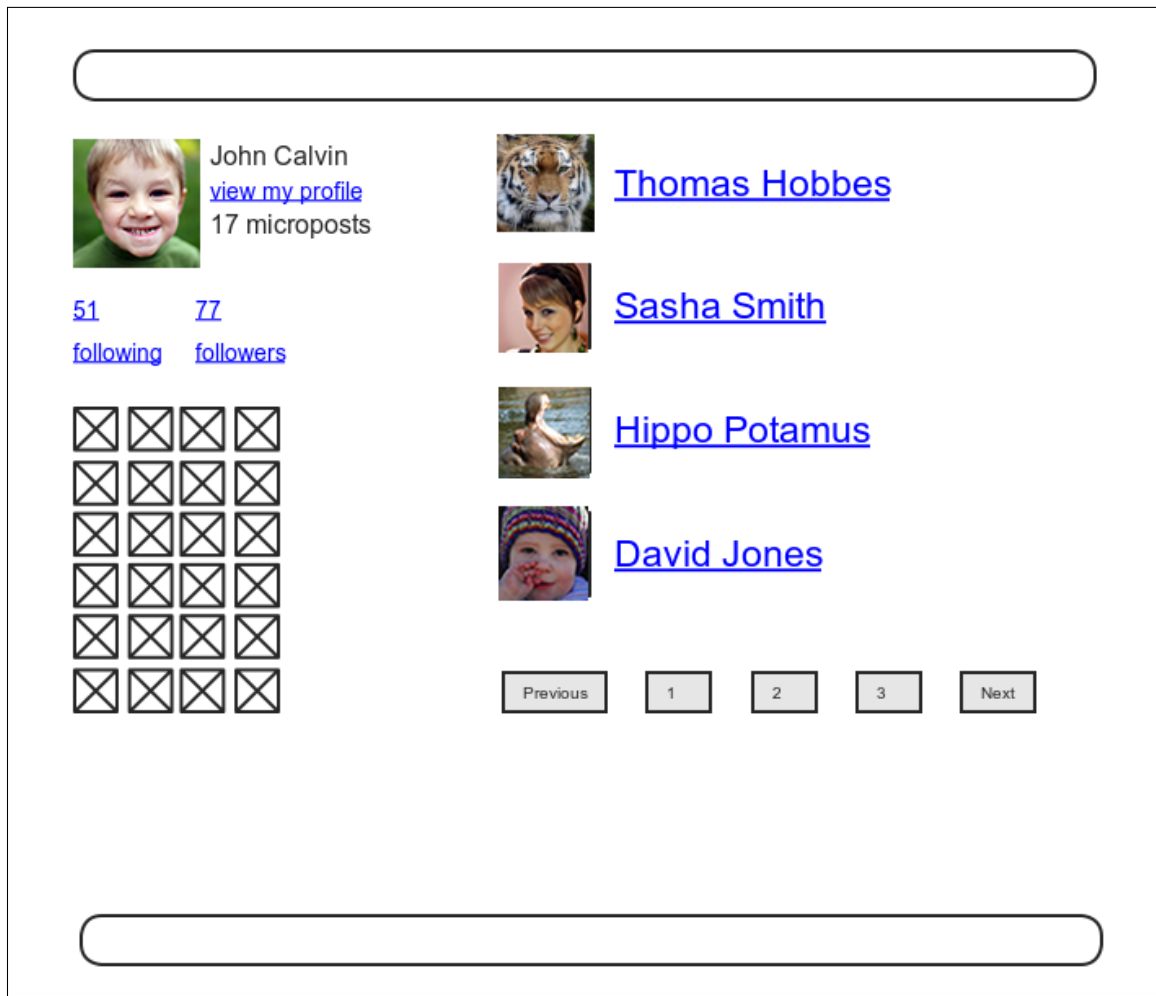 John Calvin
view my profile
17 microposts
51 77
following followers
Thomas Hobbes
Sasha Smith
Hippo Potamus
David Jones
Previous 1 2 3 Next